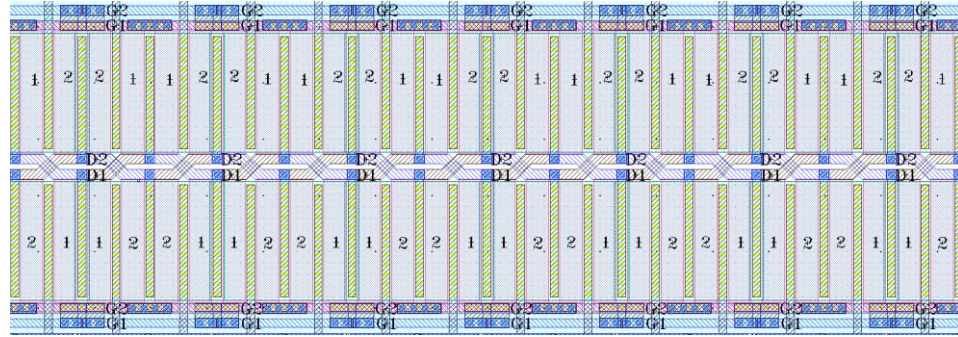 G2 G2 G2 G2 G2 G2 G2
G1 G1 G1 G1 G1 G1 G1
1 2 2 1 1 2 2 1 1 2 2 1 1 2 2 1 1 2 2 1 1 2 2 1 1 2 2 1
D2 D2 D2 D2 D2 D2 D2
D1 D1 D1 D1 D1 D1 D1
2 1 1 2 2 1 1 2 2 1 1 2 2 1 1 2 2 1 1 2 2 1 1 2 2 1 1 2
G2 G2 G2 G2 G2 G2 G2
G1 G1 G1 G1 G1 G1 G1